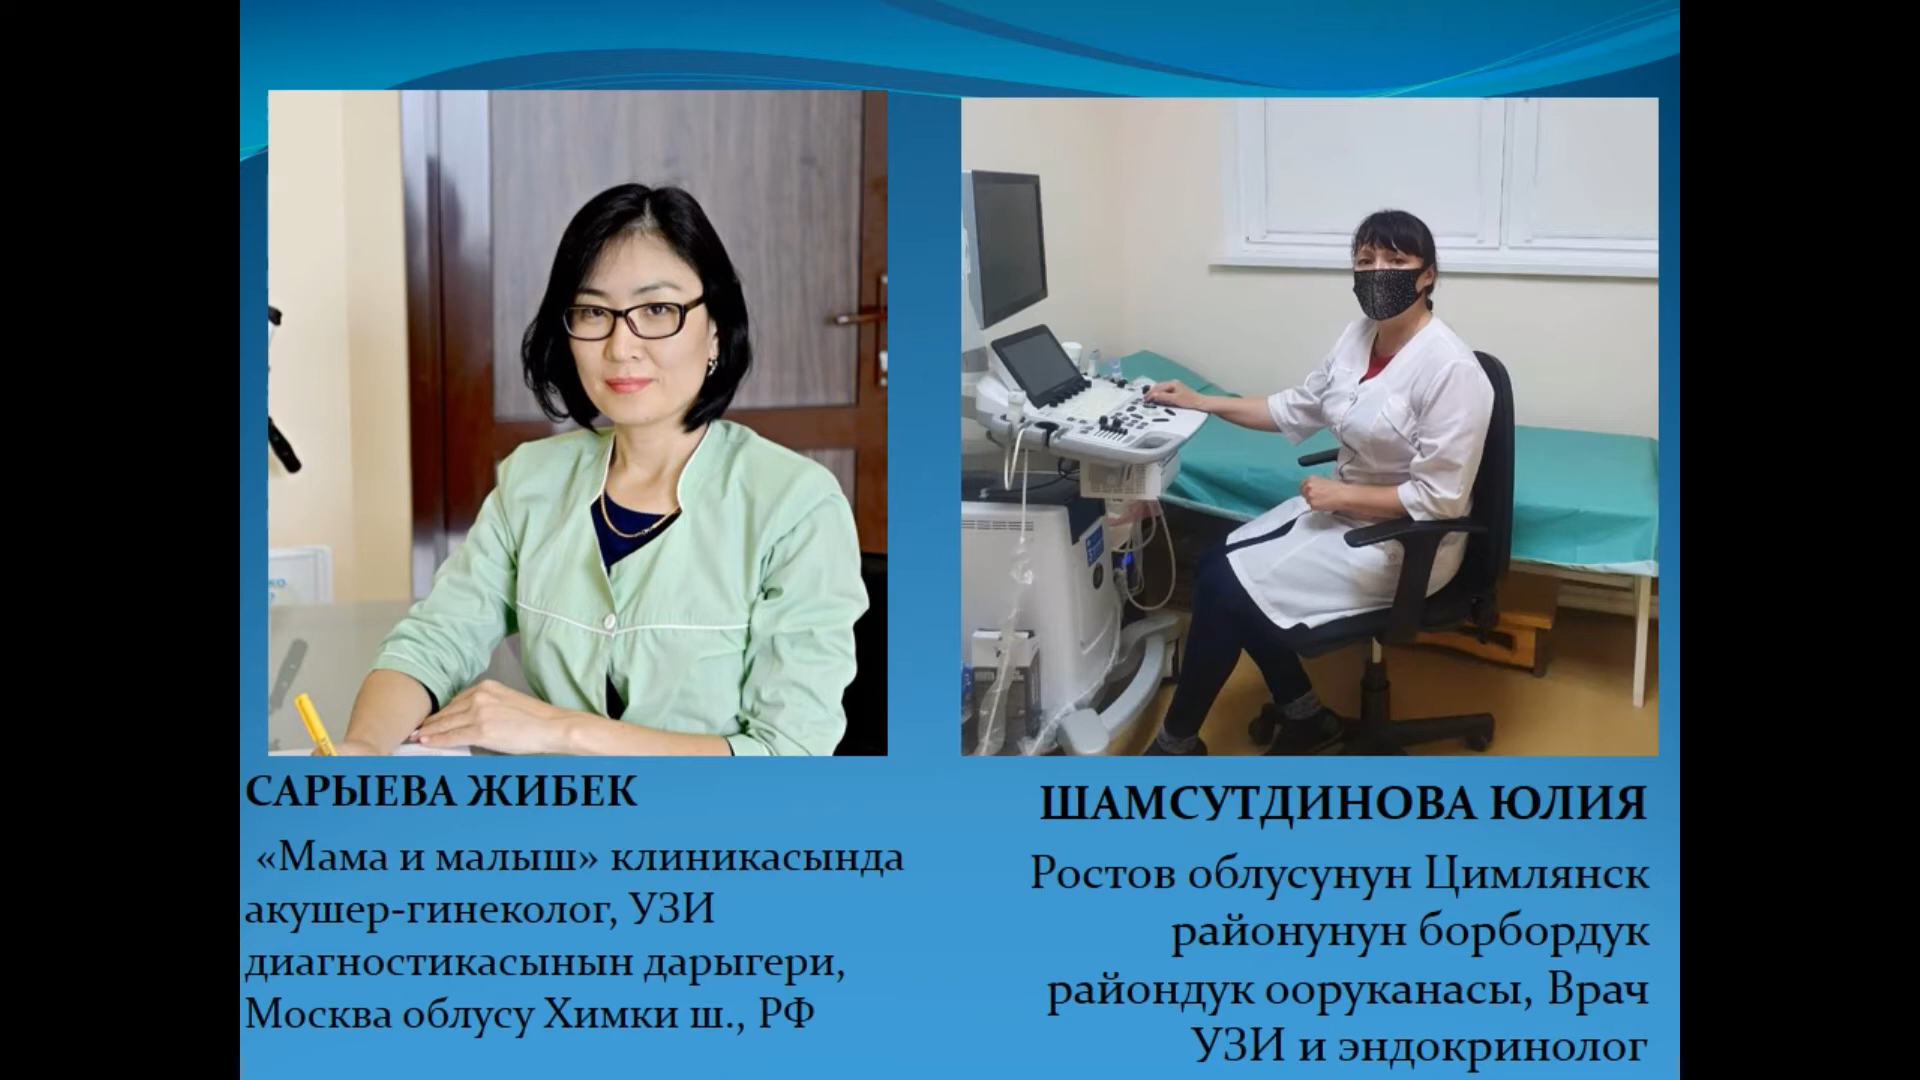 САРЫЕВА ЖИБЕК
«Мама и малыш» клиникасында
акушер-гинеколог, УЗИ
диагностикасынын дарыгери,
Москва облусу Химки ш., РФ
ШАМСУТДИНОВА ЮЛИЯ
Ростов облусунун Цимлянск
районунун борбордук
райондук ооруканасы, Врач
УЗИ и эндокринолог